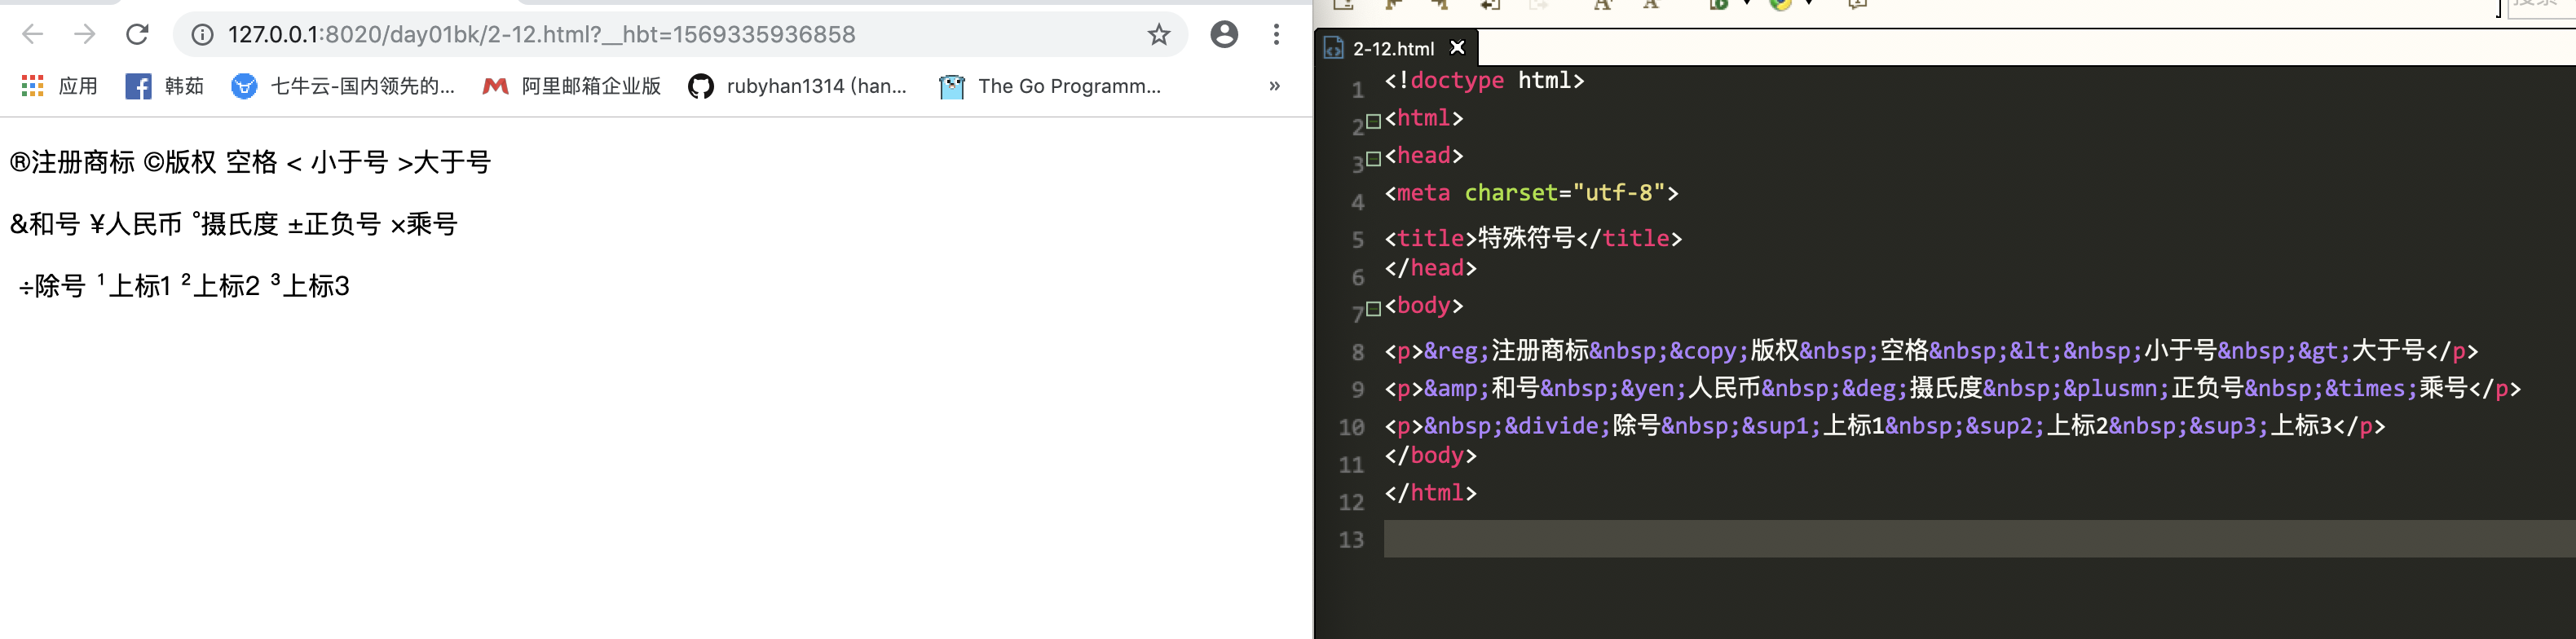 127.0.0.1:8020/day01bk/2-12.html?__hbt=1569335936858
应用 韩茹 七牛云-国内领先的... 阿里邮箱企业版 rubyhan1314 (han... The Go Programm... »
®注册商标 ©版权 空格 < 小于号 >大于号
&和号 ¥人民币 °摄氏度 ±正负号 ×乘号
÷除号 ¹上标1 ²上标2 ³上标3
2-12.html
1 <!doctype html>
2 <html>
3 <head>
4 <meta charset="utf-8">
5 <title>特殊符号</title>
6 </head>
7 <body>
8 <p>&reg;注册商标&nbsp;&copy;版权&nbsp;空格&nbsp;&lt;&nbsp;小于号&nbsp;&gt;大于号</p>
9 <p>&amp;和号&nbsp;&yen;人民币&nbsp;&deg;摄氏度&nbsp;&plusmn;正负号&nbsp;&times;乘号</p>
10 <p>&nbsp;&divide;除号&nbsp;&sup1;上标1&nbsp;&sup2;上标2&nbsp;&sup3;上标3</p>
11 </body>
12 </html>
13